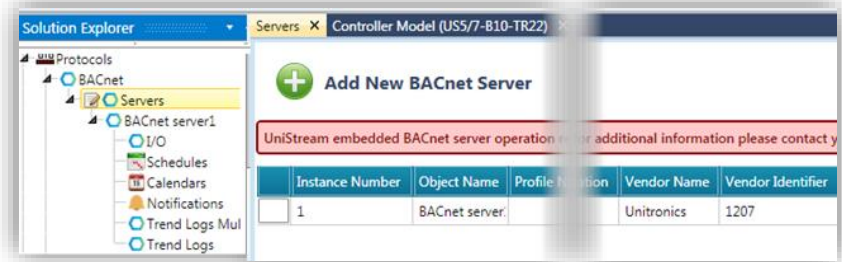 Solution Explorer
Servers X Controller Model (US5/7-B10-TR22)
Protocols
BACnet
Servers
BACnet server1
I/O
Schedules
Calendars
Notifications
Trend Logs Mul
Trend Logs
Add New BACnet Server
UniStream embedded BACnet server operation additional information please contact
Instance Number Object Name Profile Vendor Name Vendor Identifier
1 BACnet server: Unitronics 1207